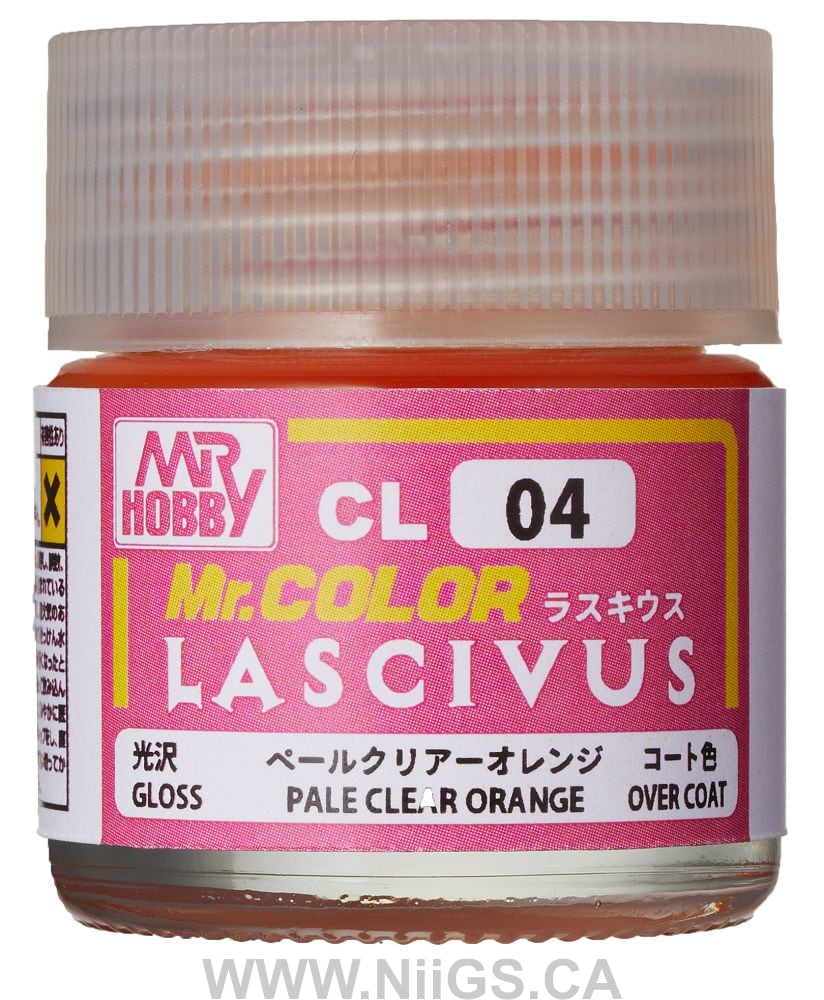 MR HOBBY
CL 04
Mr.COLOR ラスキウス
LASCIVUS
光沢 ペールクリアーオレンジ コート色
GLOSS PALE CLEAR ORANGE OVER COAT
WWW.NiiGS.CA